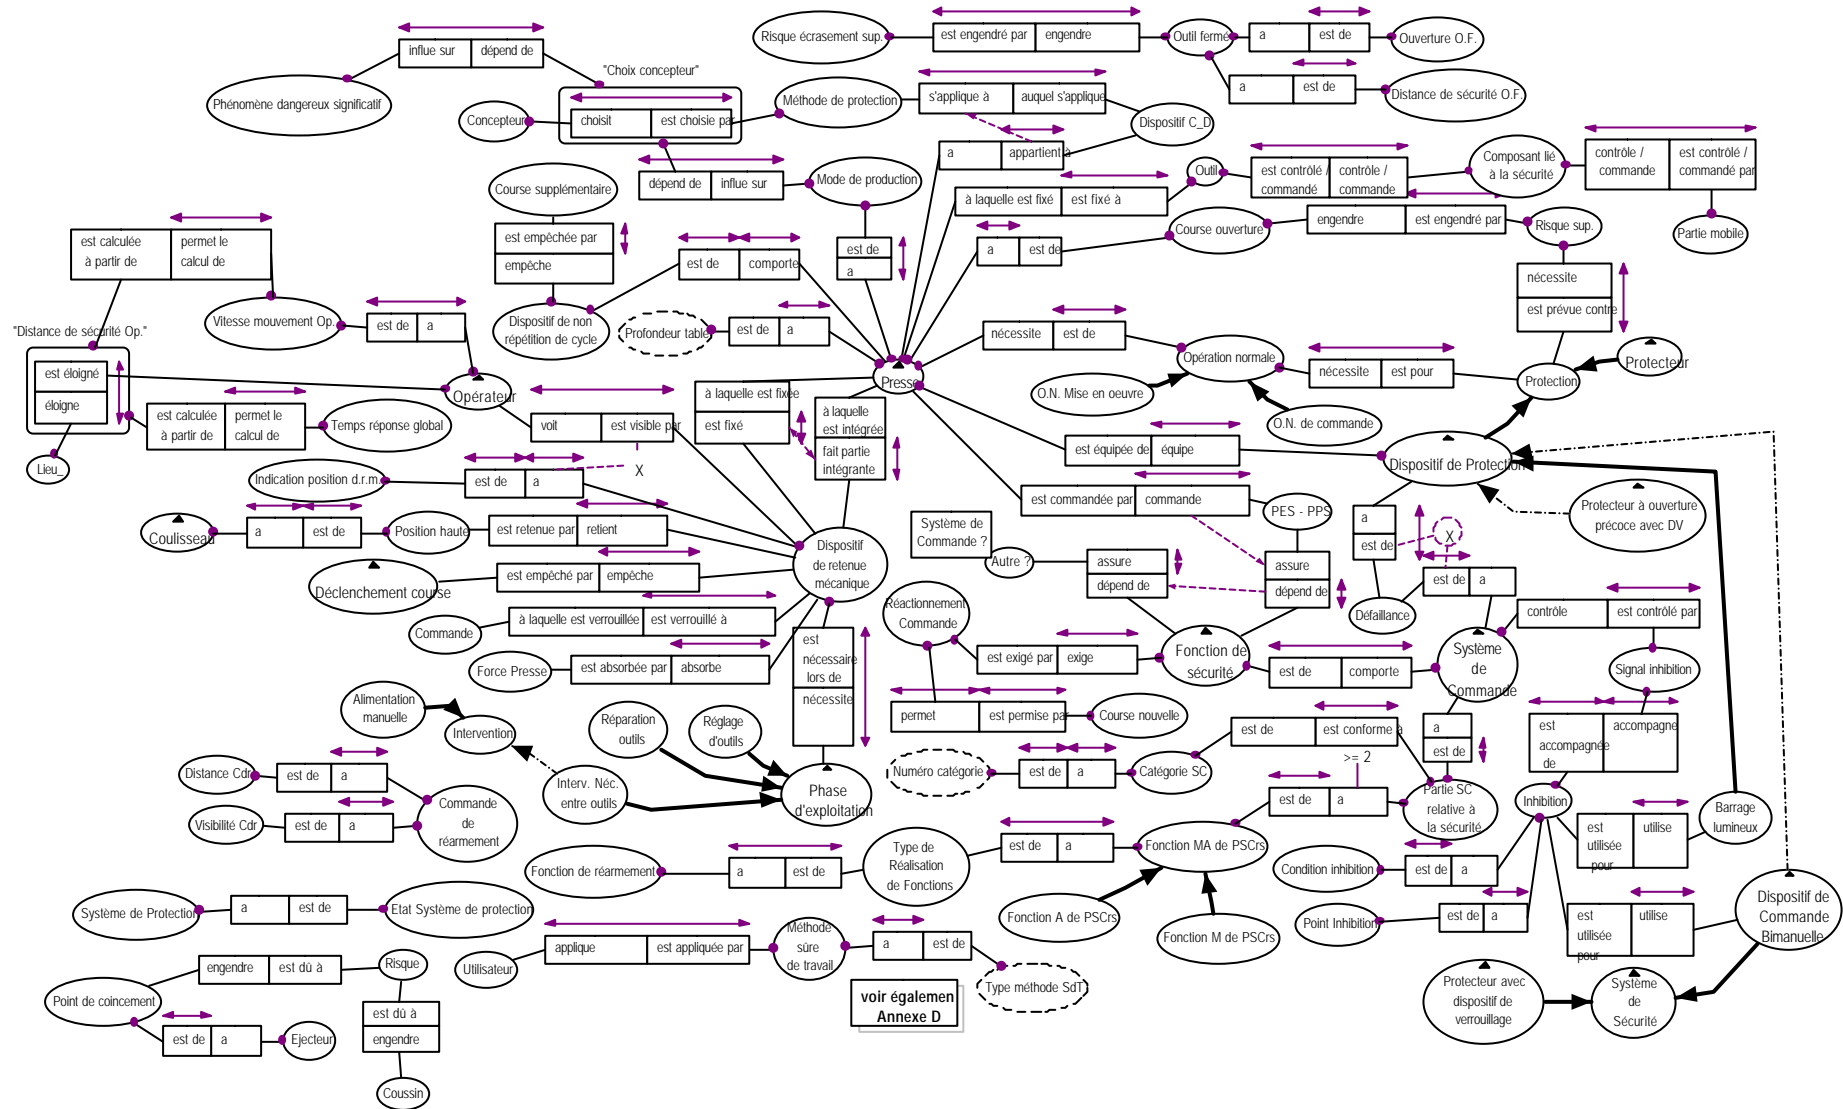 Risque écrasement sup.
est engendré par
engendre
Outil fermé
a
est de
Ouverture O.F.
influe sur
dépend de
"Choix concepteur"
Phénomène dangereux significatif
Concepteur
choisit
est choisie par
Méthode de protection
s'applique à
auquel s'applique
a
est de
Distance de sécurité O.F.
Dispositif C_D
a
appartient à
dépend de
influe sur
Mode de production
Course supplémentaire
à laquelle est fixé
est fixé à
Outil
est contrôlé /
commandé
contrôle /
commande
Composant lié
à la sécurité
contrôle /
commande
est contrôlé /
commandé par
Partie mobile
est calculée
à partir de
permet le
calcul de
est empêchée par
empêche
est de
comporte
est de
a
a
est de
Course ouverture
engendre
est engendré par
Risque sup.
nécessite
est prévue contre
"Distance de sécurité Op."
Vitesse mouvement Op.
est de
a
Dispositif de non
répétition de cycle
Profondeur table
est de
a
nécessite
est de
Opération normale
nécessite
est pour
Protection
Protecteur
est éloigné
éloigne
Opérateur
Presse
O.N. Mise en oeuvre
O.N. de commande
est calculée
à partir de
permet le
calcul de
Temps réponse global
voit
est visible par
à laquelle est fixée
est fixé
à laquelle
est intégrée
fait partie
intégrante
est équipée de
équipe
Dispositif de Protection
Lieu_
Indication position d.r.m.
est de
a
X
est commandée par
commande
PES - PPS
Protecteur à ouverture
précoce avec DV
Coulisseau
a
est de
Position haute
est retenue par
retient
Dispositif
de retenue
mécanique
Système de
Commande ?
Autre ?
assure
dépend de
assure
dépend de
a
est de
X
est de
a
Défaillance
Déclenchement course
est empêché par
empêche
Commande
à laquelle est verrouillée
est verrouillé à
Force Presse
est absorbée par
absorbe
Réactionnement
Commande
est exigé par
exige
Fonction de
sécurité
est de
comporte
Système
de
Commande
contrôle
est contrôlé par
Signal inhibition
est
nécessaire
lors de
nécessite
permet
est permise par
Course nouvelle
est de
est conforme à
a
est de
est
accompagnée
de
accompagne
Alimentation
manuelle
Intervention
Réparation
outils
Réglage
d'outils
>= 2
Distance Cdr
est de
a
Interv. Néc.
entre outils
Phase
d'exploitation
Numéro catégorie
est de
a
Catégorie SC
est de
a
Partie SC
relative à
la sécurité
Inhibition
Barrage
lumineux
Visibilité Cdr
est de
a
Commande
de
réarmement
est
utilisée
pour
utilise
Fonction de réarmement
a
est de
Type de
Réalisation
de Fonctions
est de
a
Fonction MA de PSCrs
Condition inhibition
est de
a
Système de Protection
a
est de
Etat Système de protection
Fonction A de PSCrs
Fonction M de PSCrs
Point Inhibition
est de
a
est
utilisée
pour
utilise
Dispositif de
Commande
Bimanuelle
Utilisateur
applique
est appliquée par
Méthode
sûre
de travail
a
est de
Type méthode SdT
Point de coincement
engendre
est dû à
Risque
est dû à
engendre
Coussin
est de
a
Ejecteur
voir égalemen
Annexe D
Protecteur avec
dispositif de
verrouillage
Système
de
Sécurité